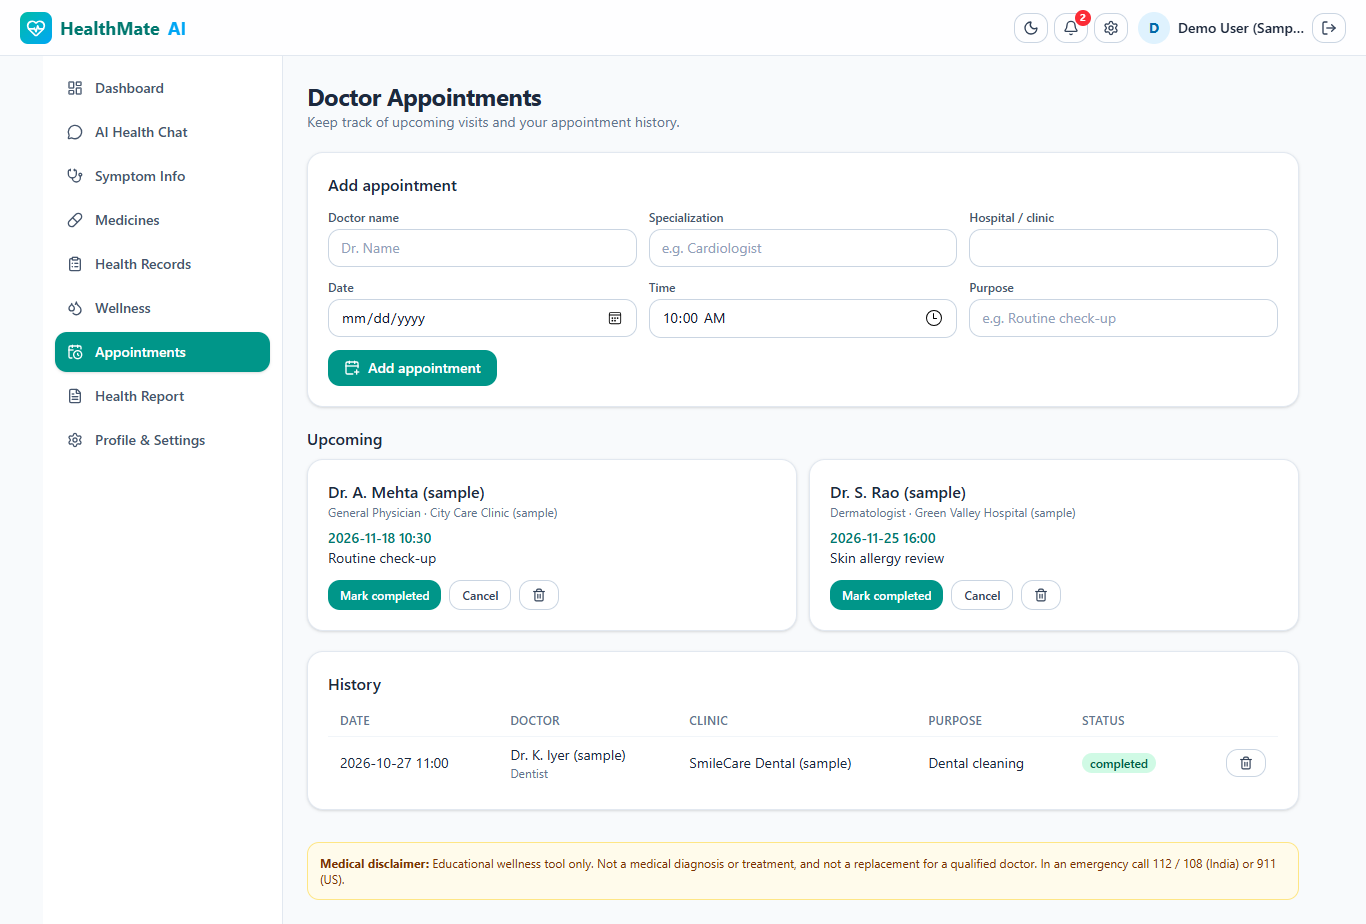 HealthMate AI
2
D
Demo User (Samp...
Dashboard
AI Health Chat
Symptom Info
Medicines
Health Records
Wellness
Appointments
Health Report
Profile & Settings
Doctor Appointments
Keep track of upcoming visits and your appointment history.
Add appointment
Doctor name
Specialization
Hospital / clinic
Dr. Name
e.g. Cardiologist
Date
Time
Purpose
mm/dd/yyyy
10:00 AM
e.g. Routine check-up
Add appointment
Upcoming
Dr. A. Mehta (sample)
General Physician · City Care Clinic (sample)
2026-11-18 10:30
Routine check-up
Mark completed
Cancel
Dr. S. Rao (sample)
Dermatologist · Green Valley Hospital (sample)
2026-11-25 16:00
Skin allergy review
Mark completed
Cancel
History
DATE
DOCTOR
CLINIC
PURPOSE
STATUS
2026-10-27 11:00
Dr. K. Iyer (sample)
Dentist
SmileCare Dental (sample)
Dental cleaning
completed
Medical disclaimer: Educational wellness tool only. Not a medical diagnosis or treatment, and not a replacement for a qualified doctor. In an emergency call 112 / 108 (India) or 911
(US).